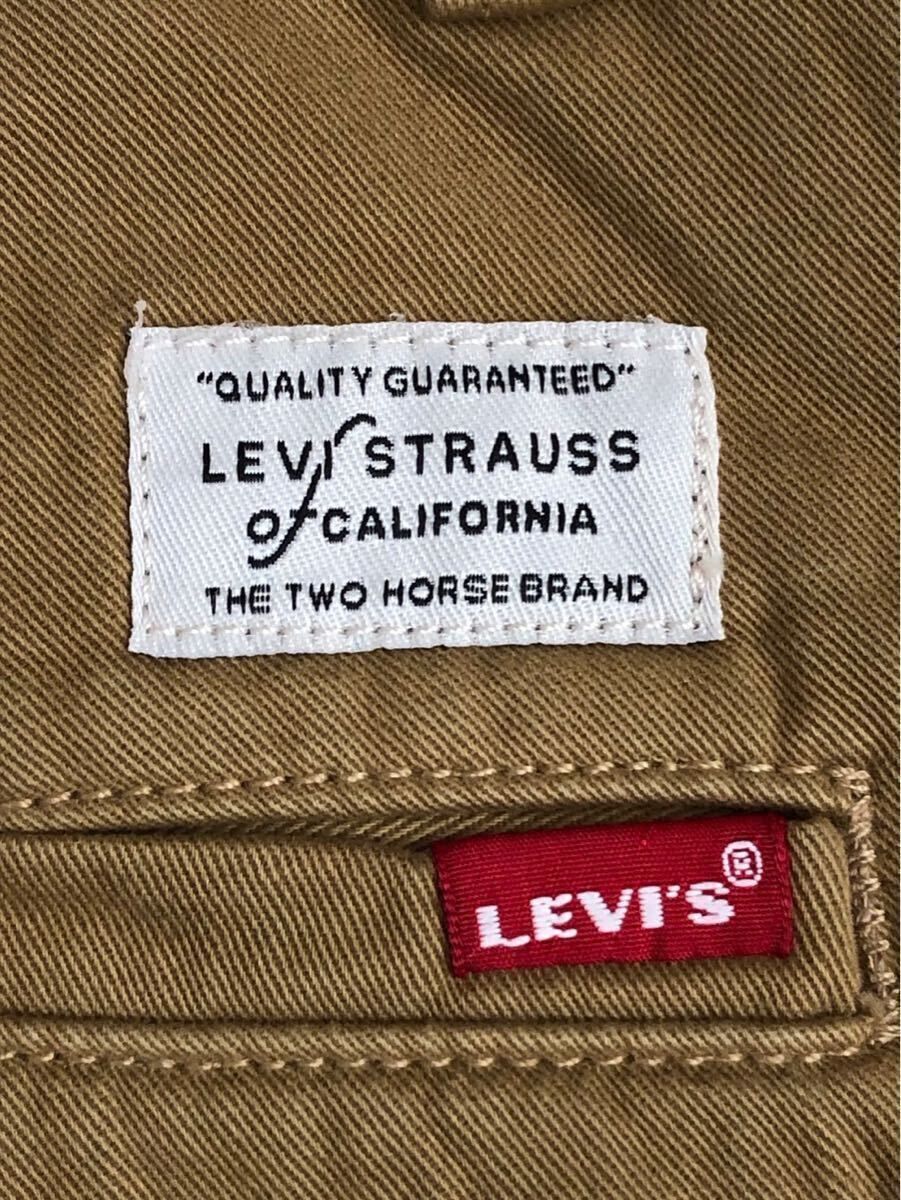 "QUALITY GUARANTEED"
LEVI STRAUSS
of CALIFORNIA
THE TWO HORSE BRAND
LEVI'S®